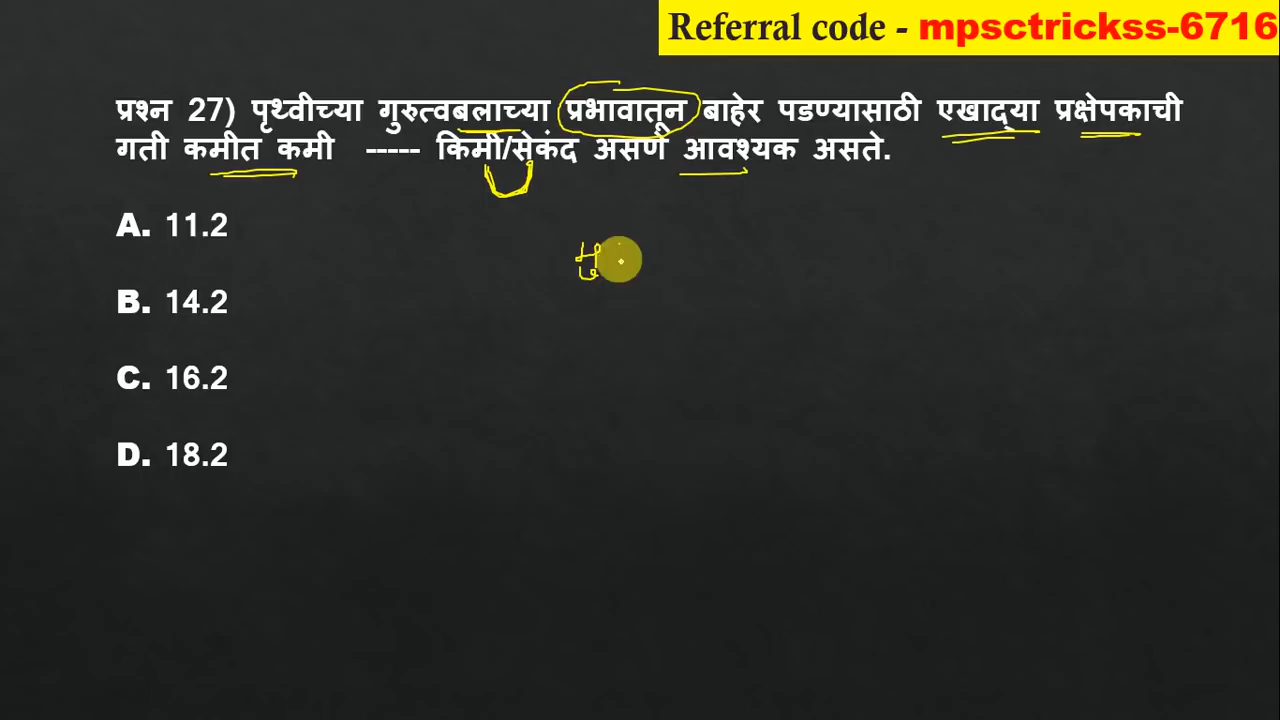 Referral code - mpsctrickss-6716
प्रश्न 27) पृथ्वीच्या गुरुत्वबलाच्या प्रभावातून बाहेर पडण्यासाठी एखाद्या प्रक्षेपकाची
गती कमीत कमी ----- किमी/सेकंद असणे आवश्यक असते.
A. 11.2
B. 14.2
C. 16.2
D. 18.2